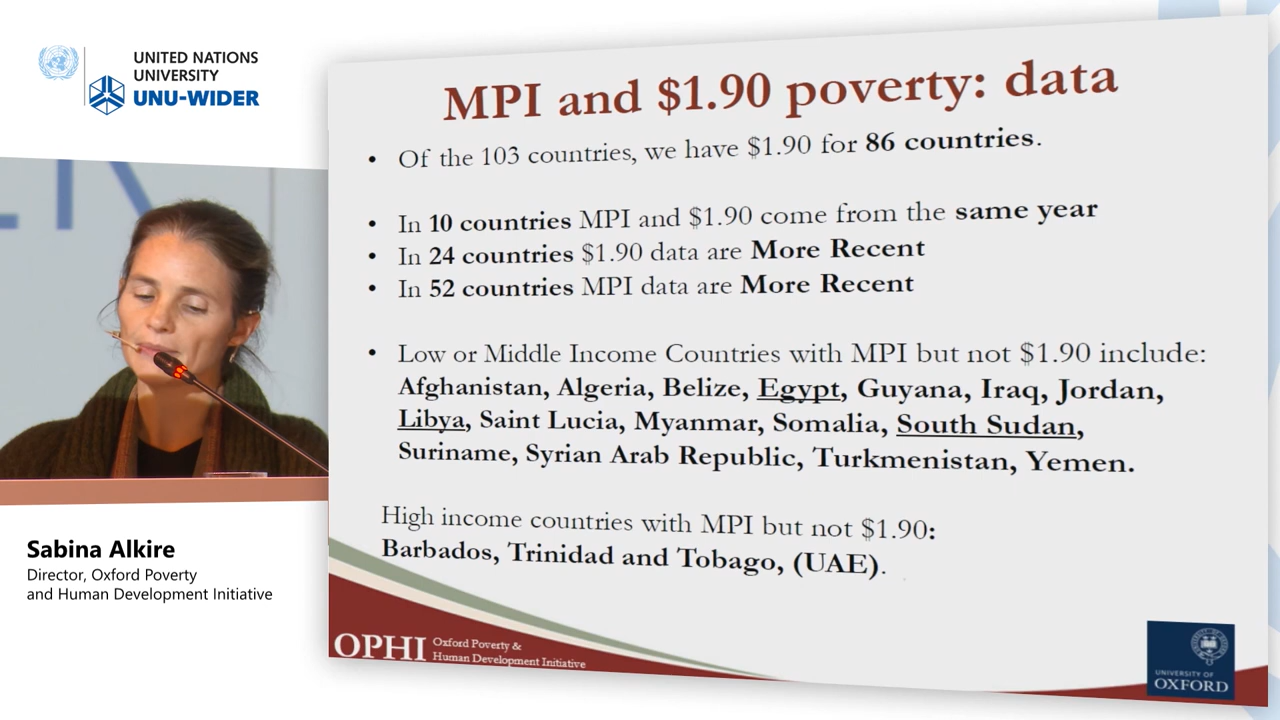 UNITED NATIONS
UNIVERSITY
UNU-WIDER
Sabina Alkire
Director, Oxford Poverty
and Human Development Initiative
MPI and $1.90 poverty: data
• Of the 103 countries, we have $1.90 for 86 countries.
• In 10 countries MPI and $1.90 come from the same year
• In 24 countries $1.90 data are More Recent
• In 52 countries MPI data are More Recent
• Low or Middle Income Countries with MPI but not $1.90 include:
Afghanistan, Algeria, Belize, Egypt, Guyana, Iraq, Jordan,
Libya, Saint Lucia, Myanmar, Somalia, South Sudan,
Suriname, Syrian Arab Republic, Turkmenistan, Yemen.
High income countries with MPI but not $1.90:
Barbados, Trinidad and Tobago, (UAE).
OPHI
Oxford Poverty &
Human Development Initiative
UNIVERSITY OF
OXFORD